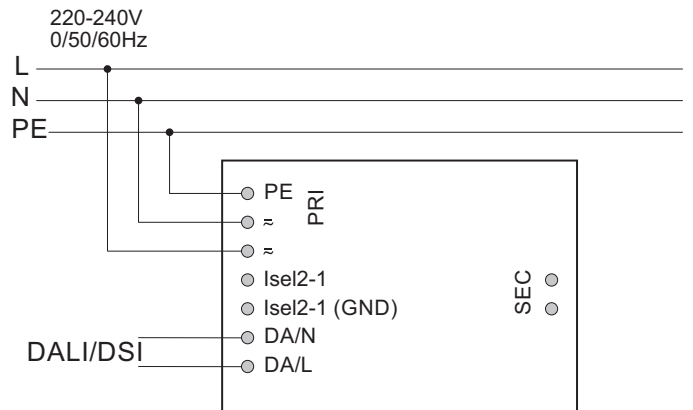 220-240V
0/50/60Hz
L
N
PE
PE
PRI
≂
≂
Isel2-1
SEC
Isel2-1 (GND)
DA/N
DALI/DSI
DA/L